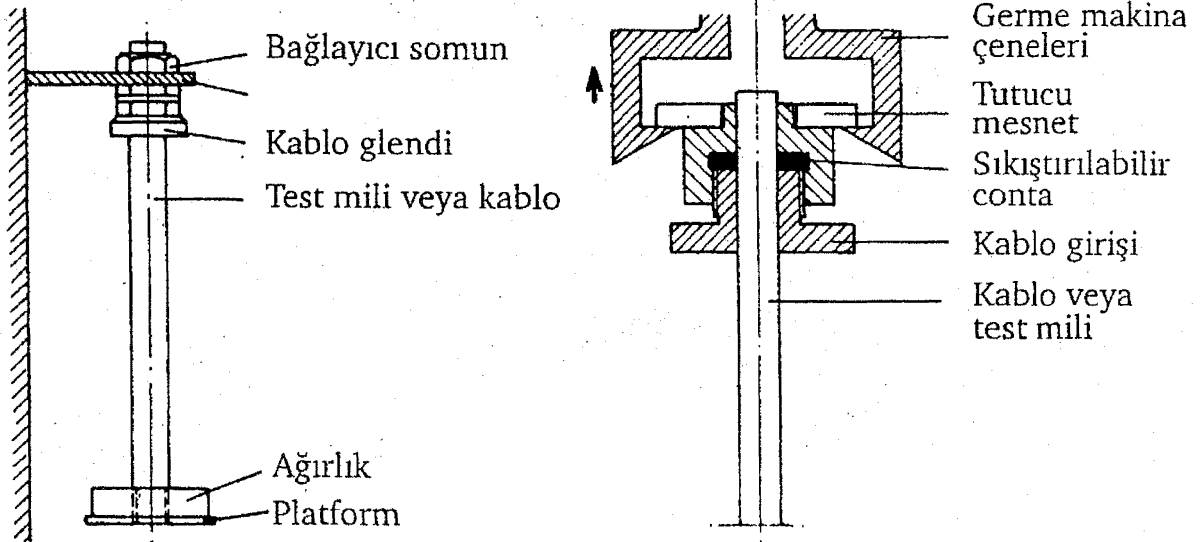 Bağlayıcı somun
Kablo glendi
Test mili veya kablo
Ağırlık
Platform
Germe makina
çeneleri
Tutucu
mesnet
Sıkıştırılabilir
conta
Kablo girişi
Kablo veya
test mili